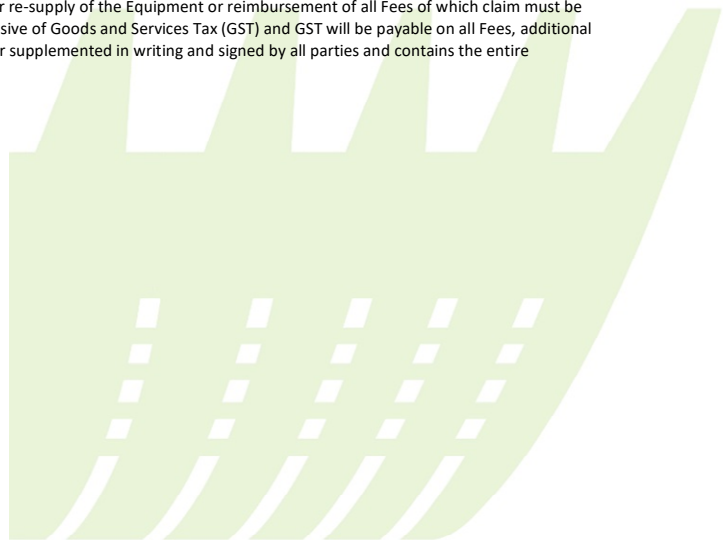 r re-supply of the Equipment or reimbursement of all Fees of which claim must be
sive of Goods and Services Tax (GST) and GST will be payable on all Fees, additional
r supplemented in writing and signed by all parties and contains the entire